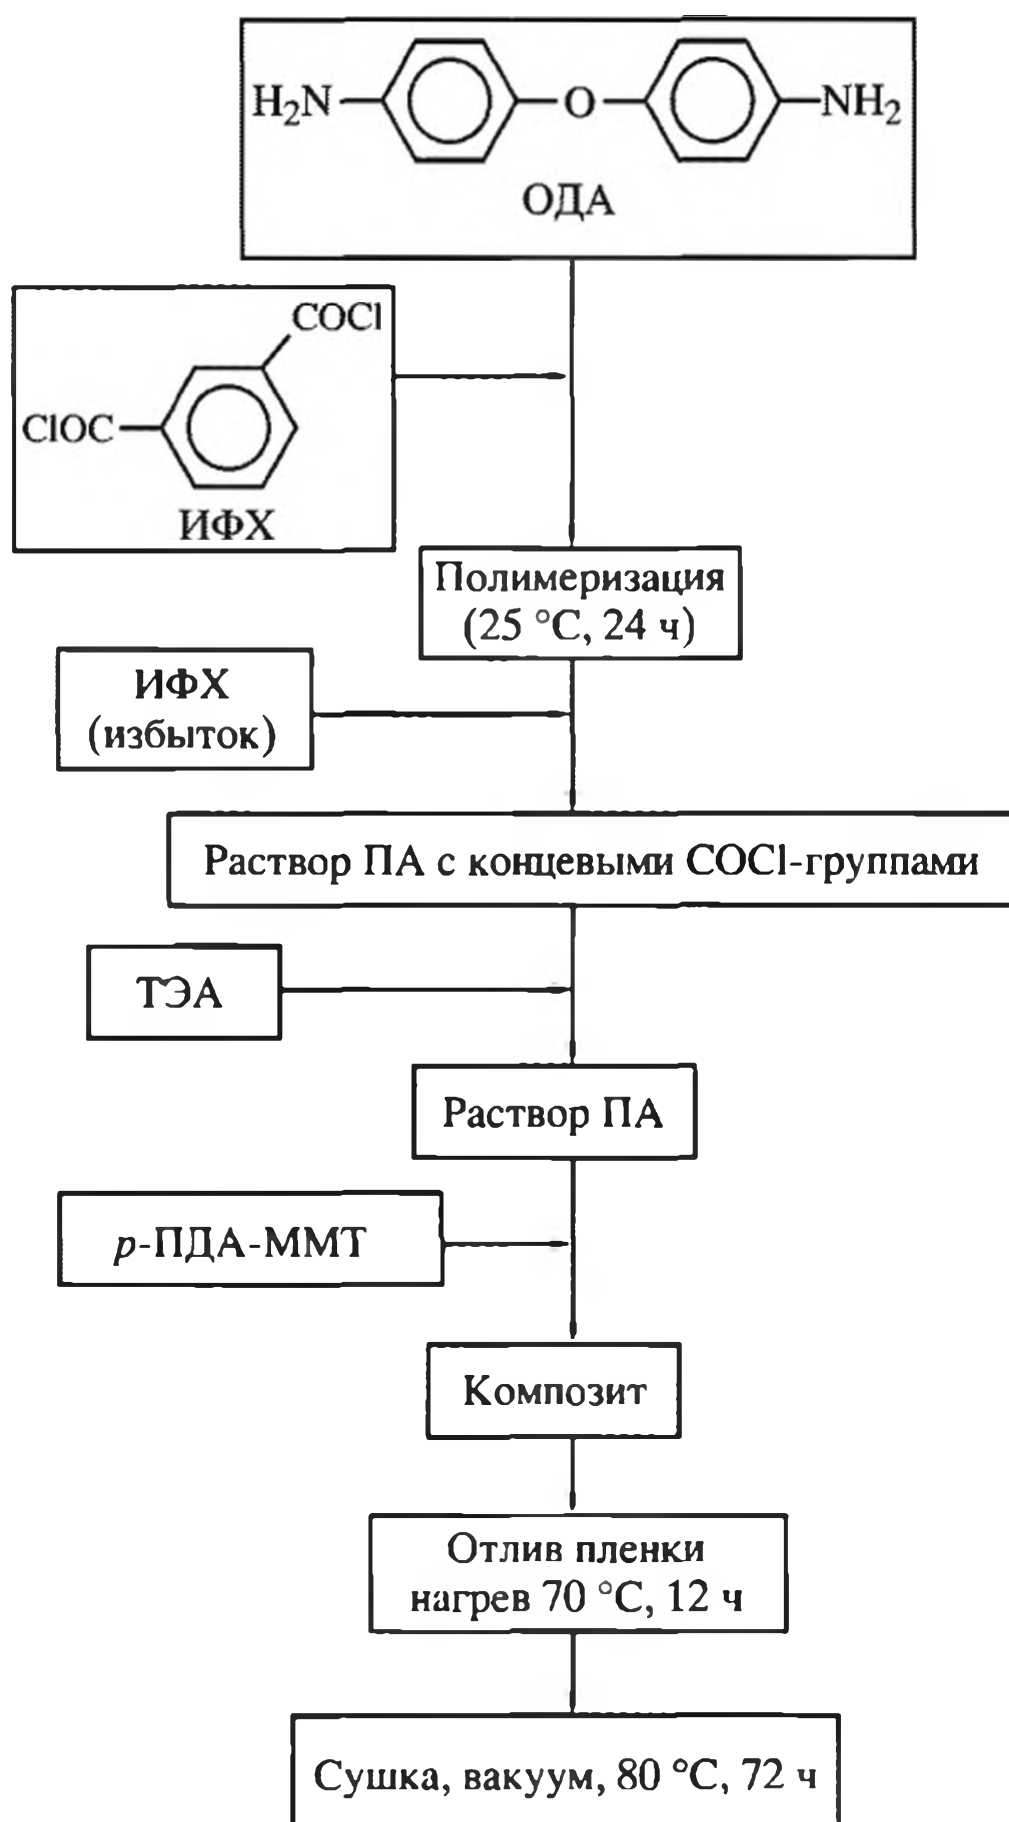 H₂N
O
NH₂
ОДА
COCl
ClOC
ИФХ
Полимеризация
(25 °C, 24 ч)
ИФХ
(избыток)
Раствор ПА с концевыми COCl-группами
ТЭА
Раствор ПА
p-ПДА-ММТ
Композит
Отлив пленки
нагрев 70 °C, 12 ч
Сушка, вакуум, 80 °C, 72 ч